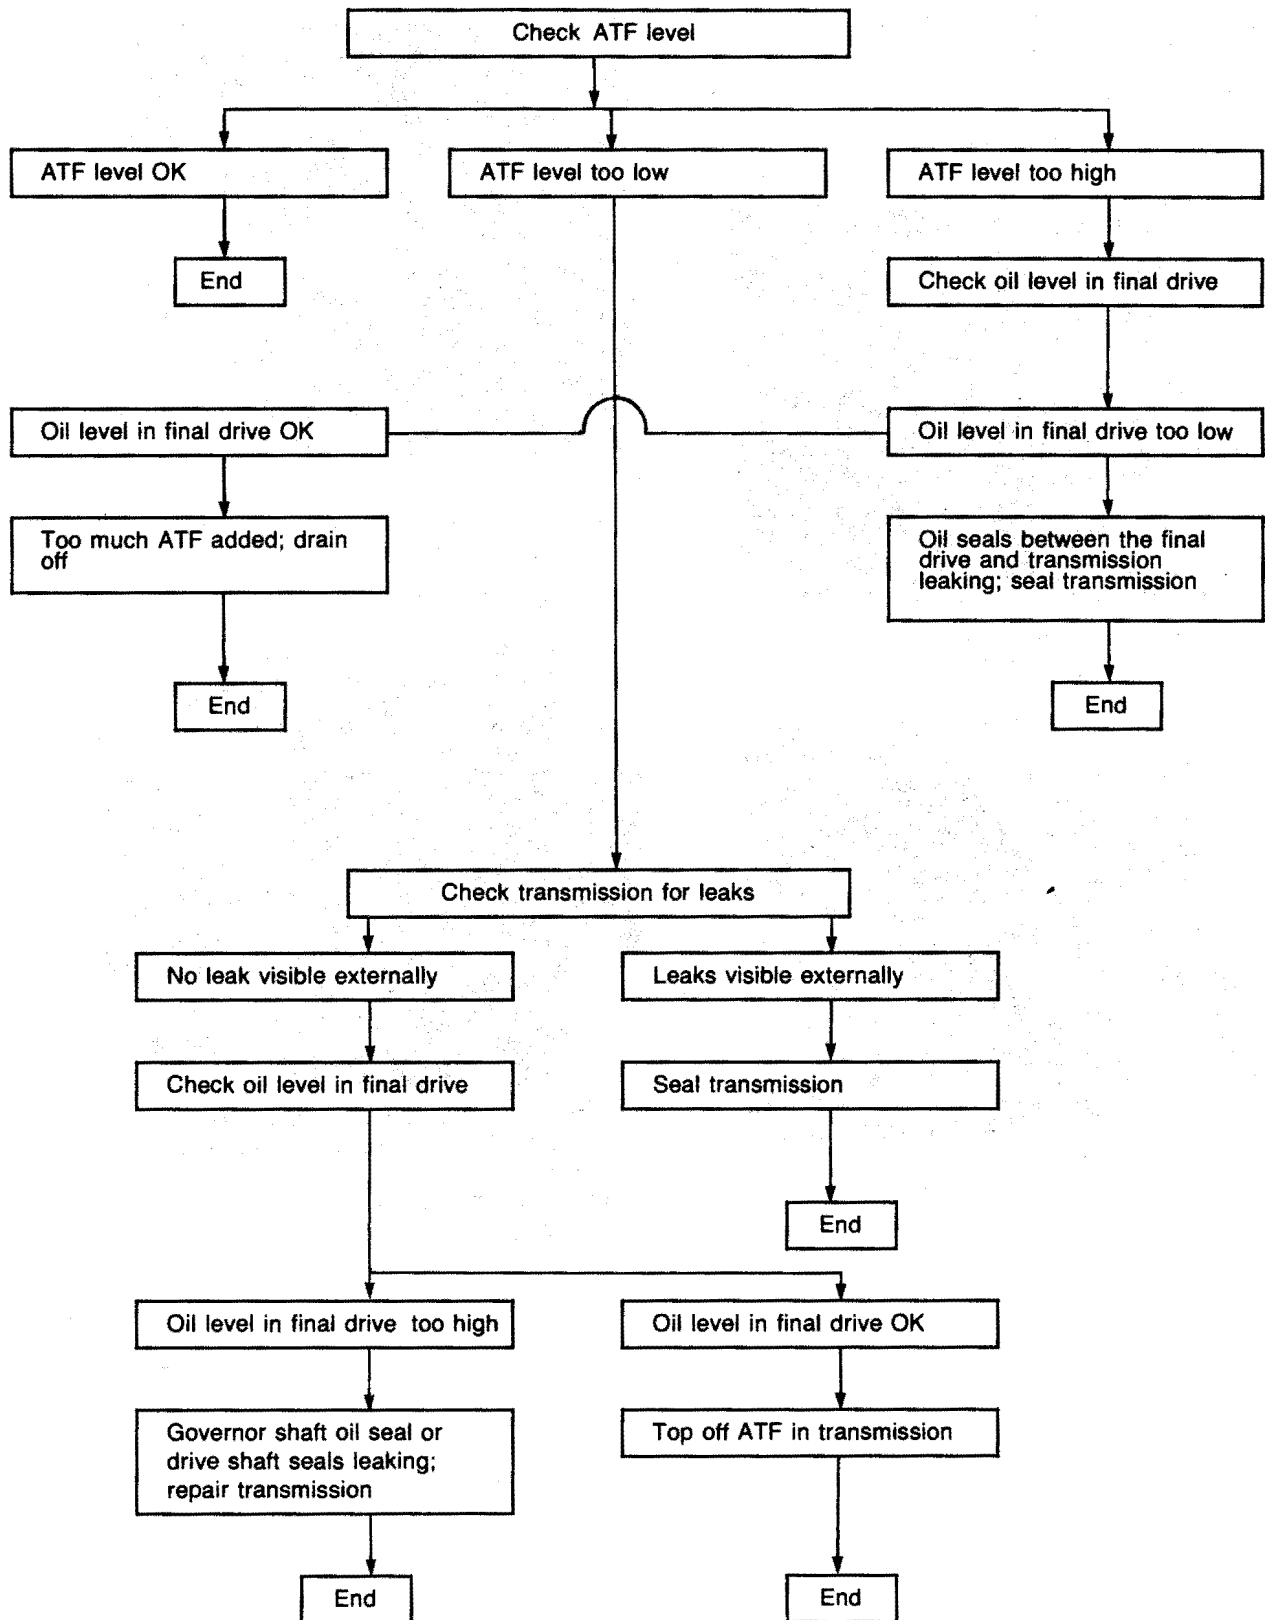 Check ATF level
ATF level OK
ATF level too low
ATF level too high
End
Check oil level in final drive
Oil level in final drive OK
Oil level in final drive too low
Too much ATF added; drain
off
Oil seals between the final
drive and transmission
leaking; seal transmission
End
End
Check transmission for leaks
No leak visible externally
Leaks visible externally
Check oil level in final drive
Seal transmission
End
Oil level in final drive too high
Oil level in final drive OK
Governor shaft oil seal or
drive shaft seals leaking;
repair transmission
Top off ATF in transmission
End
End